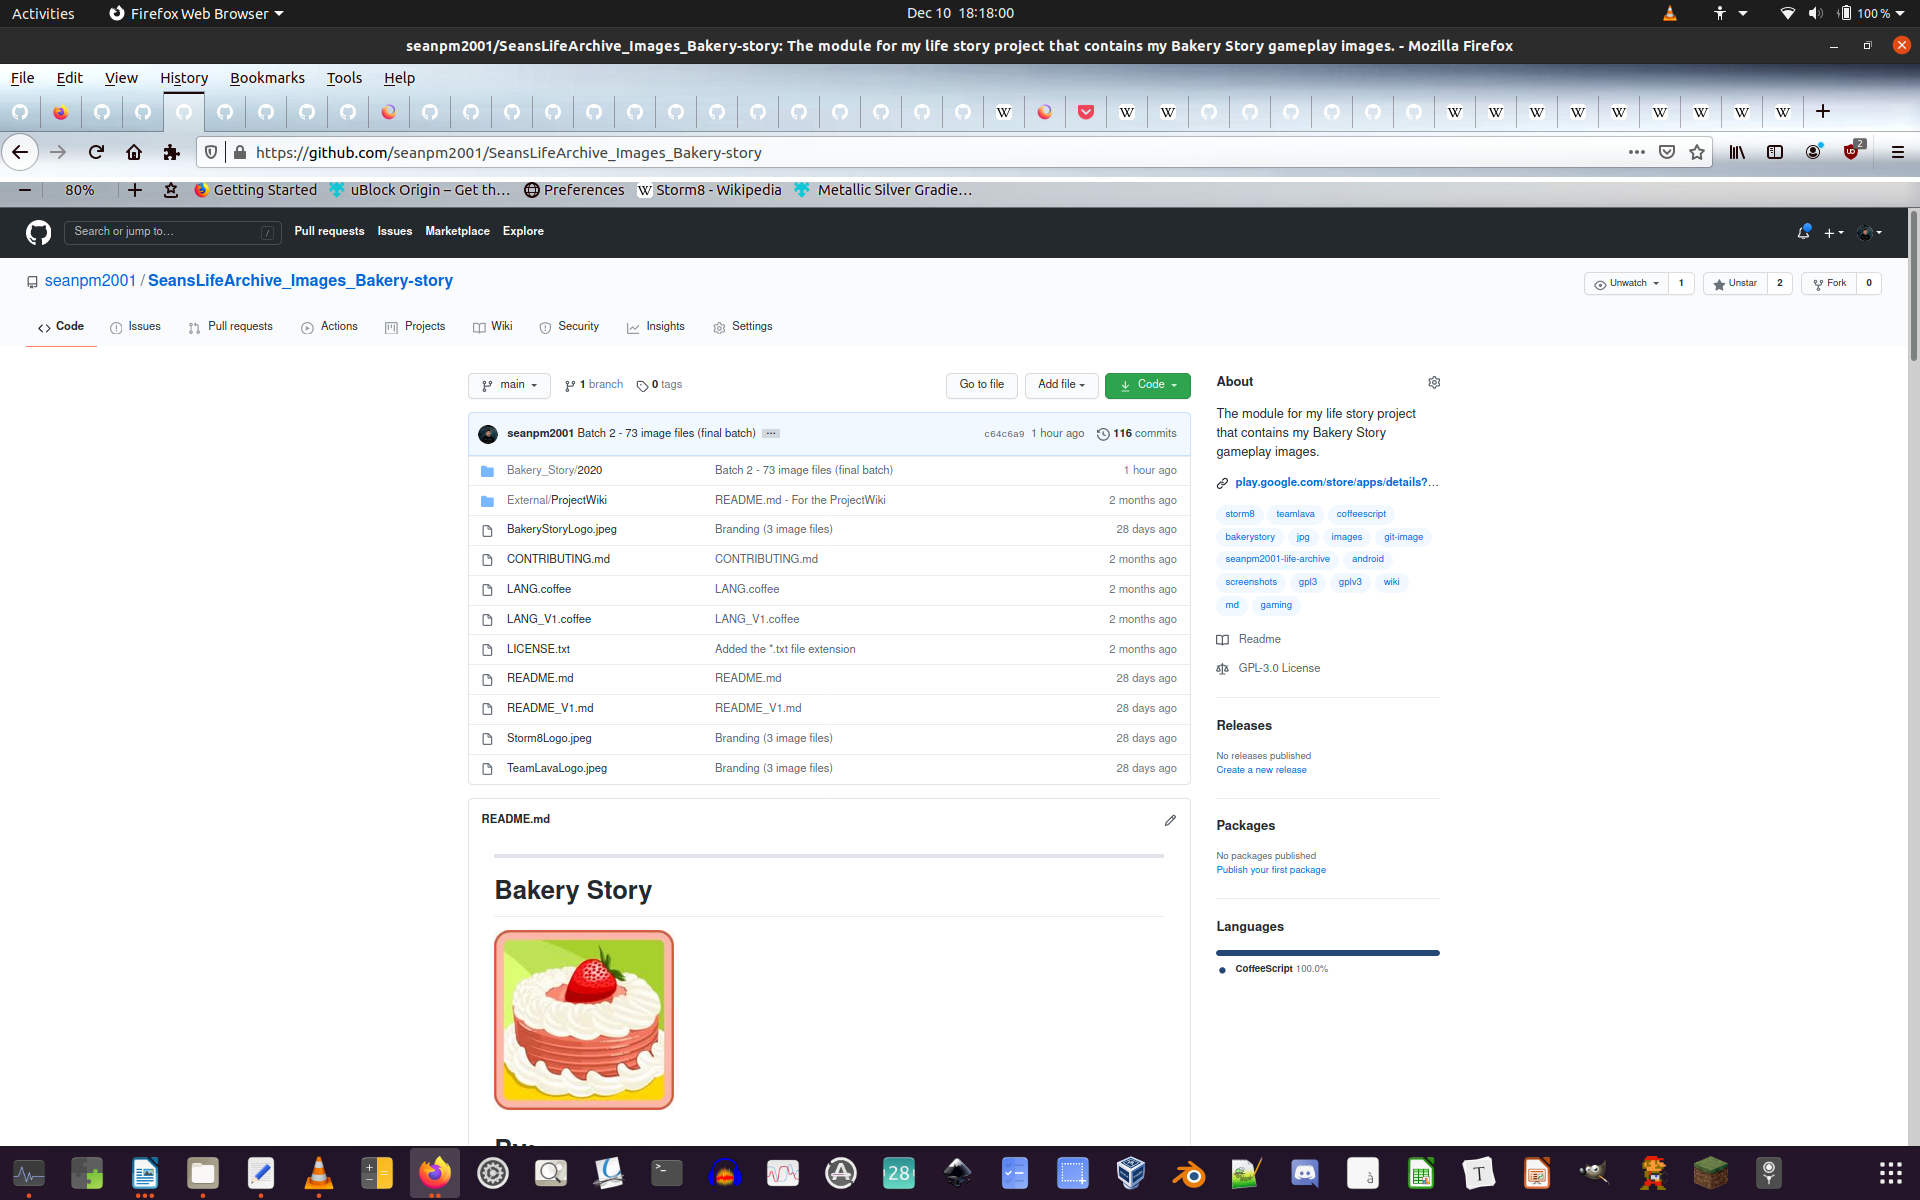 Activities Firefox Web Browser Dec 10 18:18:00 100 %
seanpm2001/SeansLifeArchive_Images_Bakery-story: The module for my life story project that contains my Bakery Story gameplay images. - Mozilla Firefox
File Edit View History Bookmarks Tools Help
https://github.com/seanpm2001/SeansLifeArchive_Images_Bakery-story 2
80% Getting Started uBlock Origin – Get th… Preferences Storm8 - Wikipedia Metallic Silver Gradie…
Search or jump to… / Pull requests Issues Marketplace Explore
seanpm2001 / SeansLifeArchive_Images_Bakery-story Unwatch 1 Unstar 2 Fork 0
Code Issues Pull requests Actions Projects Wiki Security Insights Settings
main 1 branch 0 tags Go to file Add file Code
seanpm2001 Batch 2 - 73 image files (final batch) c64c6a9 1 hour ago 116 commits
Bakery_Story/2020 Batch 2 - 73 image files (final batch) 1 hour ago
External/ProjectWiki README.md - For the ProjectWiki 2 months ago
BakeryStoryLogo.jpeg Branding (3 image files) 28 days ago
CONTRIBUTING.md CONTRIBUTING.md 2 months ago
LANG.coffee LANG.coffee 2 months ago
LANG_V1.coffee LANG_V1.coffee 2 months ago
LICENSE.txt Added the *.txt file extension 2 months ago
README.md README.md 28 days ago
README_V1.md README_V1.md 28 days ago
Storm8Logo.jpeg Branding (3 image files) 28 days ago
TeamLavaLogo.jpeg Branding (3 image files) 28 days ago
README.md
Bakery Story
About
The module for my life story project
that contains my Bakery Story
gameplay images.
play.google.com/store/apps/details?…
storm8 teamlava coffeescript
bakerystory jpg images git-image
seanpm2001-life-archive android
screenshots gpl3 gplv3 wiki
md gaming
Readme
GPL-3.0 License
Releases
No releases published
Create a new release
Packages
No packages published
Publish your first package
Languages
CoffeeScript 100.0%
28